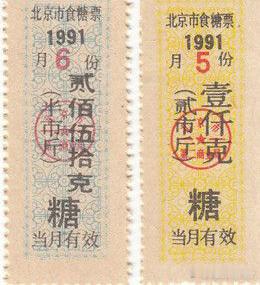 北京市食糖票
1991
月6份
贰佰伍拾克
(半市斤)
糖
当月有效
北京市食糖票
1991
月5份
壹仟克
(贰市斤)
糖
当月有效